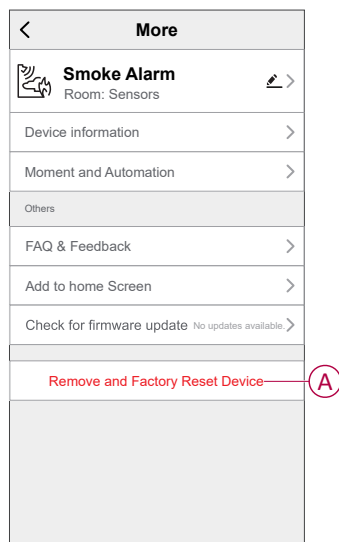 More
Smoke Alarm
Room: Sensors
Device information
Moment and Automation
Others
FAQ & Feedback
Add to home Screen
Check for firmware update No updates available.
Remove and Factory Reset Device
A